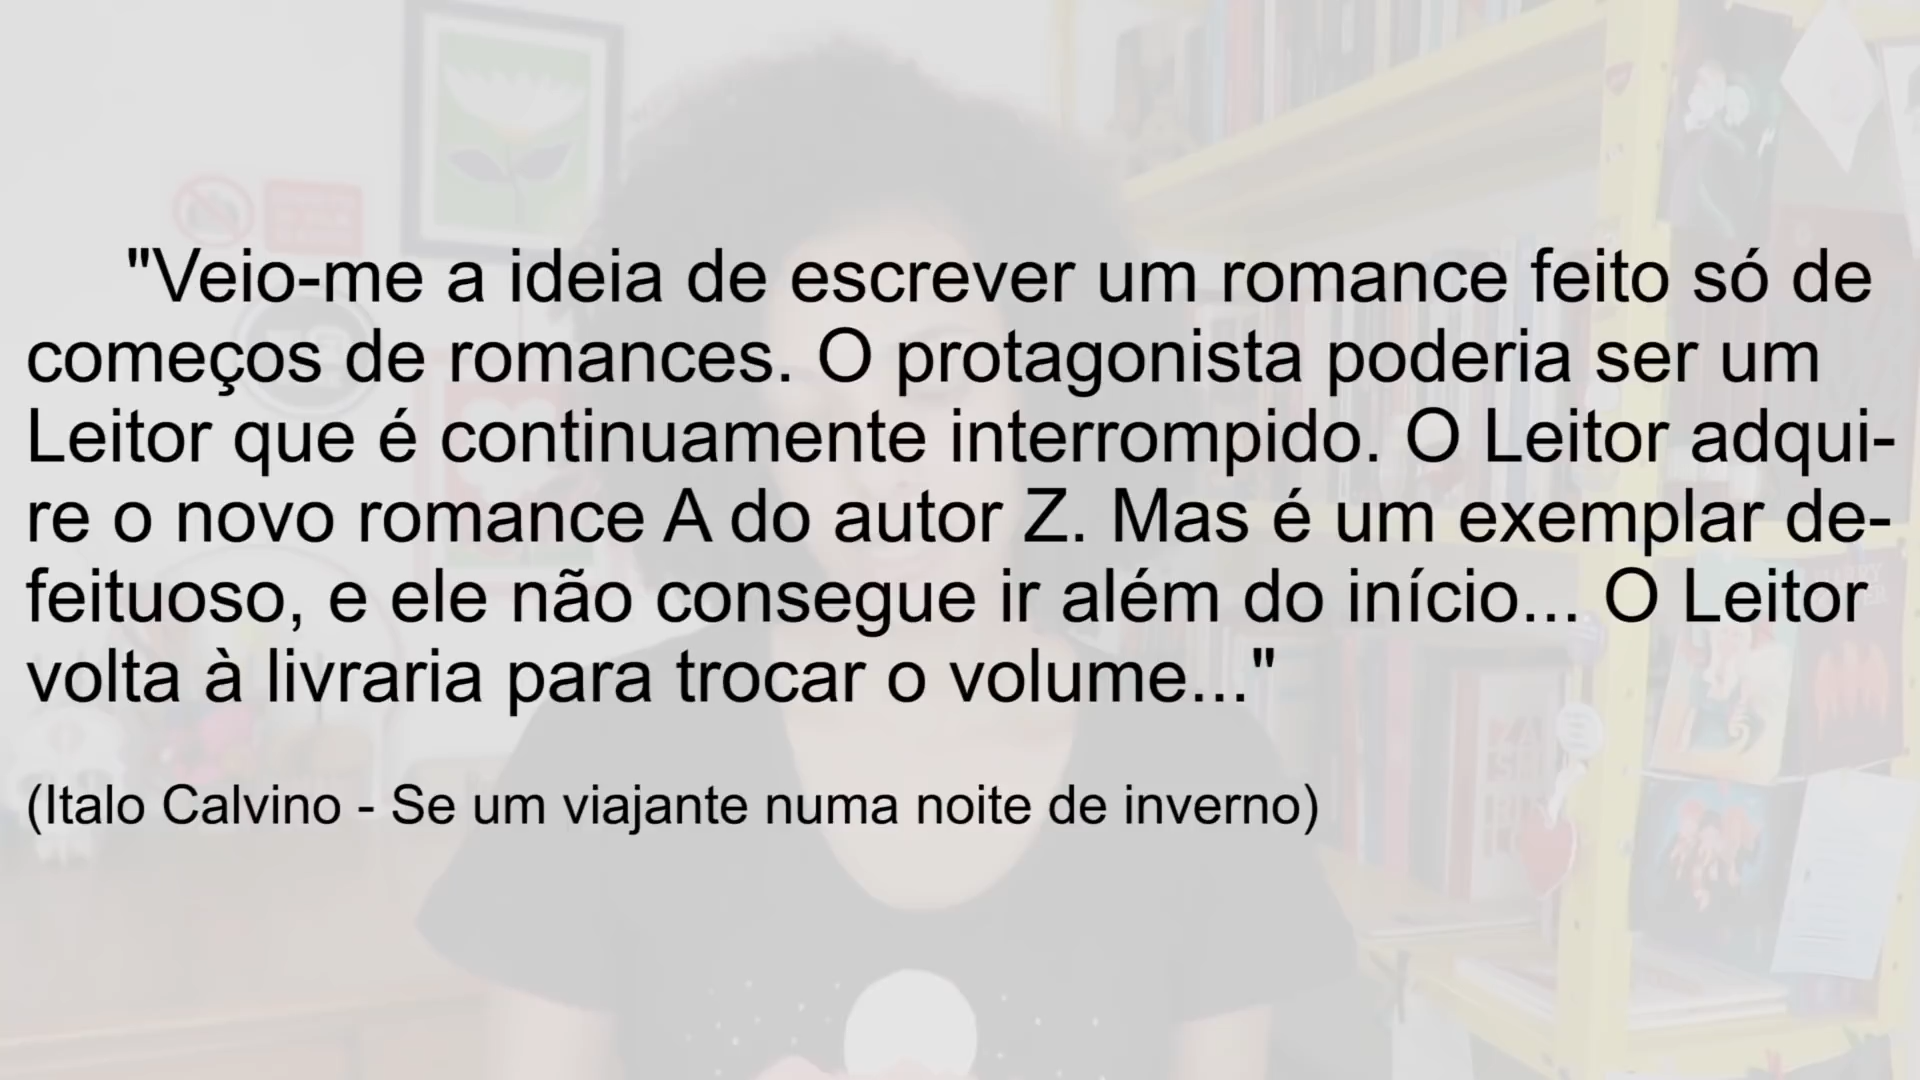 "Veio-me a ideia de escrever um romance feito só de
começos de romances. O protagonista poderia ser um
Leitor que é continuamente interrompido. O Leitor adqui-
re o novo romance A do autor Z. Mas é um exemplar de-
feituoso, e ele não consegue ir além do início... O Leitor
volta à livraria para trocar o volume..."
(Italo Calvino - Se um viajante numa noite de inverno)